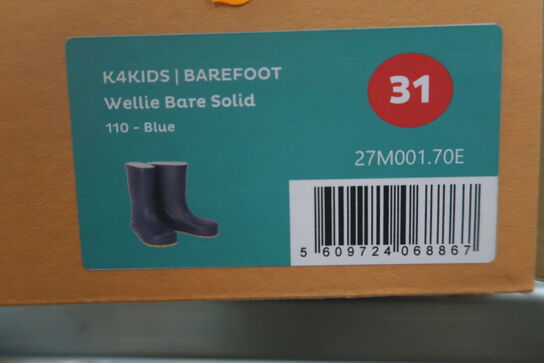 K4KIDS | BAREFOOT
Wellie Bare Solid
110 - Blue
31
27M001.70E
5 609724 068867